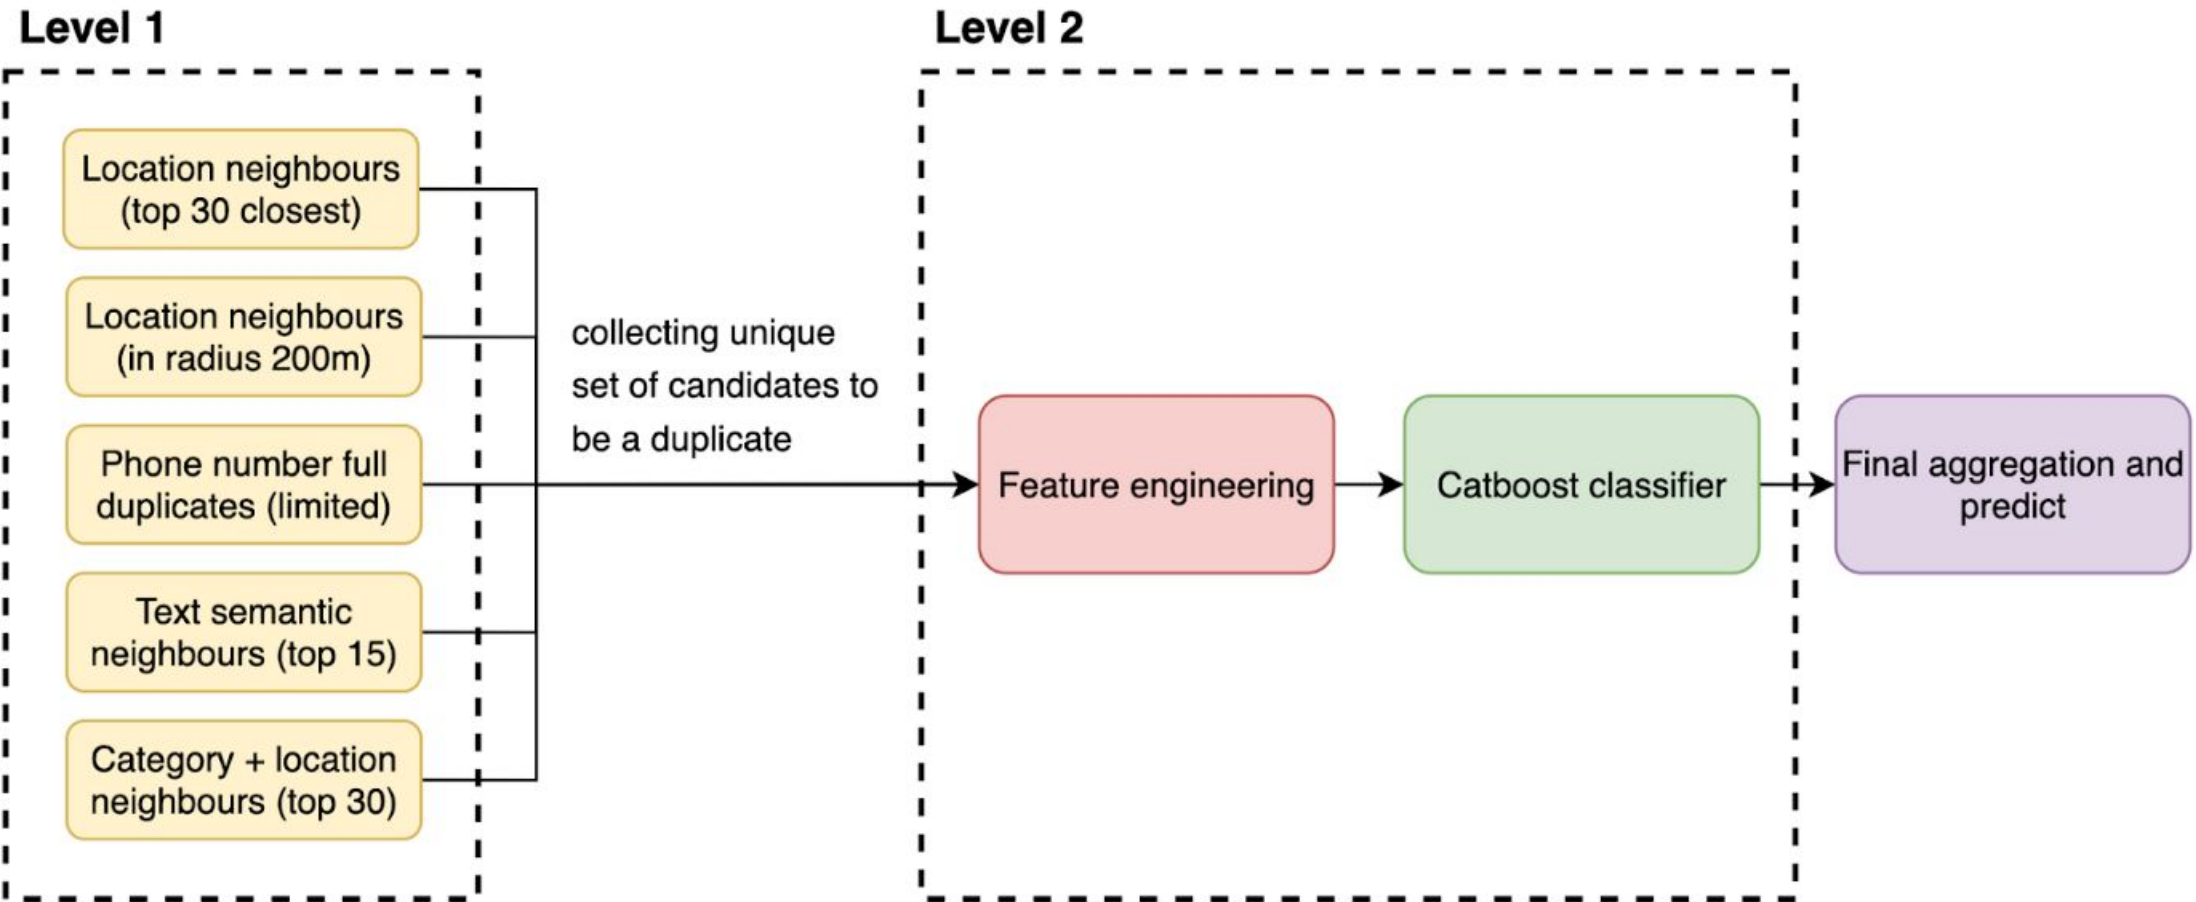 Level 1
Location neighbours
(top 30 closest)
Location neighbours
(in radius 200m)
Phone number full
duplicates (limited)
Text semantic
neighbours (top 15)
Category + location
neighbours (top 30)
collecting unique
set of candidates to
be a duplicate
Level 2
Feature engineering
Catboost classifier
Final aggregation and
predict